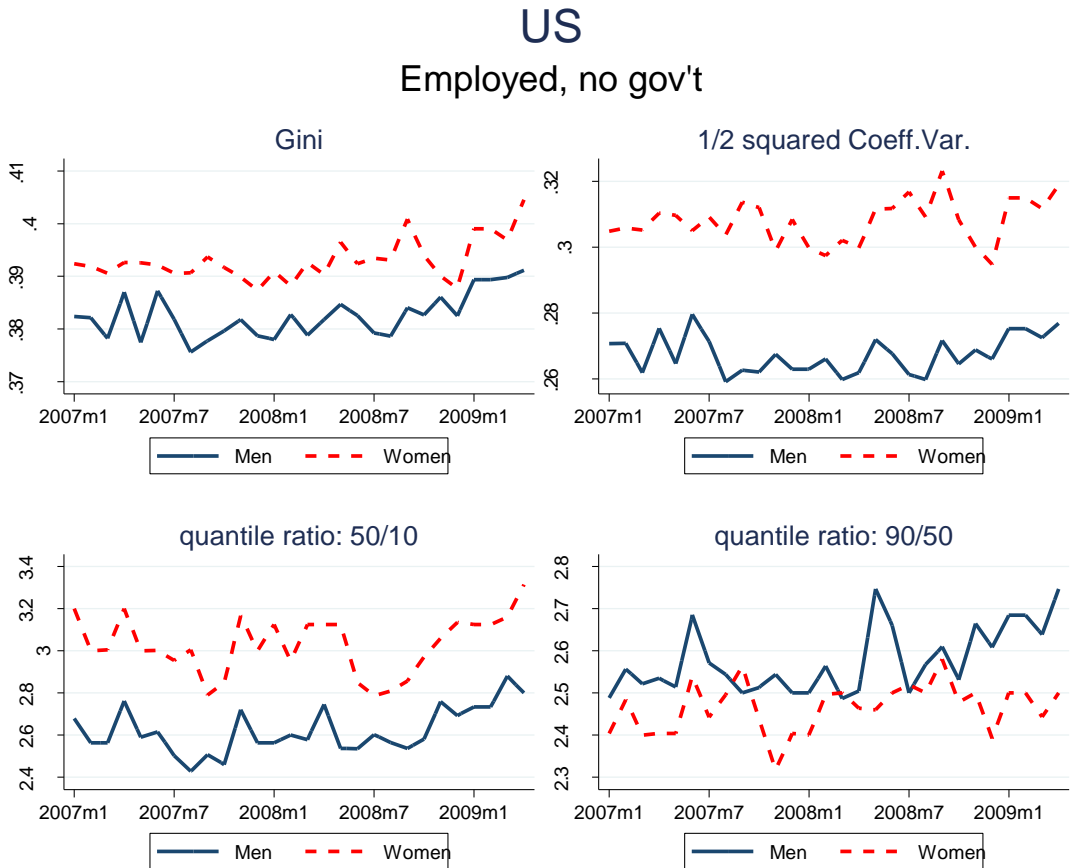 US
Employed, no gov't
Gini
.41
.4
.39
.38
.37
2007m1 2007m7 2008m1 2008m7 2009m1
Men Women
1/2 squared Coeff.Var.
.32
.3
.28
.26
2007m1 2007m7 2008m1 2008m7 2009m1
Men Women
quantile ratio: 50/10
3.4
3.2
3
2.8
2.6
2.4
2007m1 2007m7 2008m1 2008m7 2009m1
Men Women
quantile ratio: 90/50
2.8
2.7
2.6
2.5
2.4
2.3
2007m1 2007m7 2008m1 2008m7 2009m1
Men Women